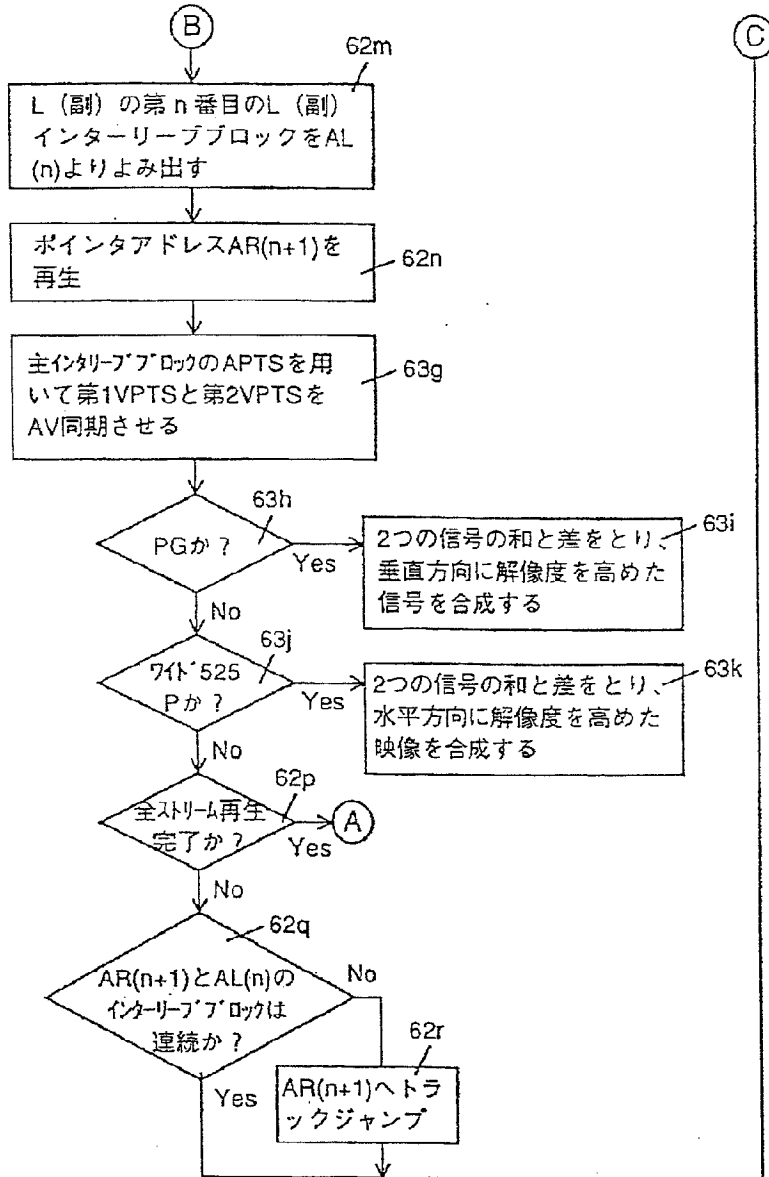 B
C
62m
L（副）の第n番目のL（副）
インターリーブブロックをAL
(n)よりよみ出す
ポインタアドレスAR(n+1)を
再生
62n
主インタリーブブロックのAPTSを用
いて第1VPTSと第2VPTSを
AV同期させる
63g
63h
PGか？
Yes
2つの信号の和と差をとり、
垂直方向に解像度を高めた
信号を合成する
63i
No
63j
ワイド525
Pか？
Yes
2つの信号の和と差をとり、
水平方向に解像度を高めた
映像を合成する
63k
No
62p
全ストリーム再生
完了か？
Yes
A
No
62q
AR(n+1)とAL(n)の
インターリーブブロックは
連続か？
No
62r
Yes
AR(n+1)へトラ
ックジャンプ